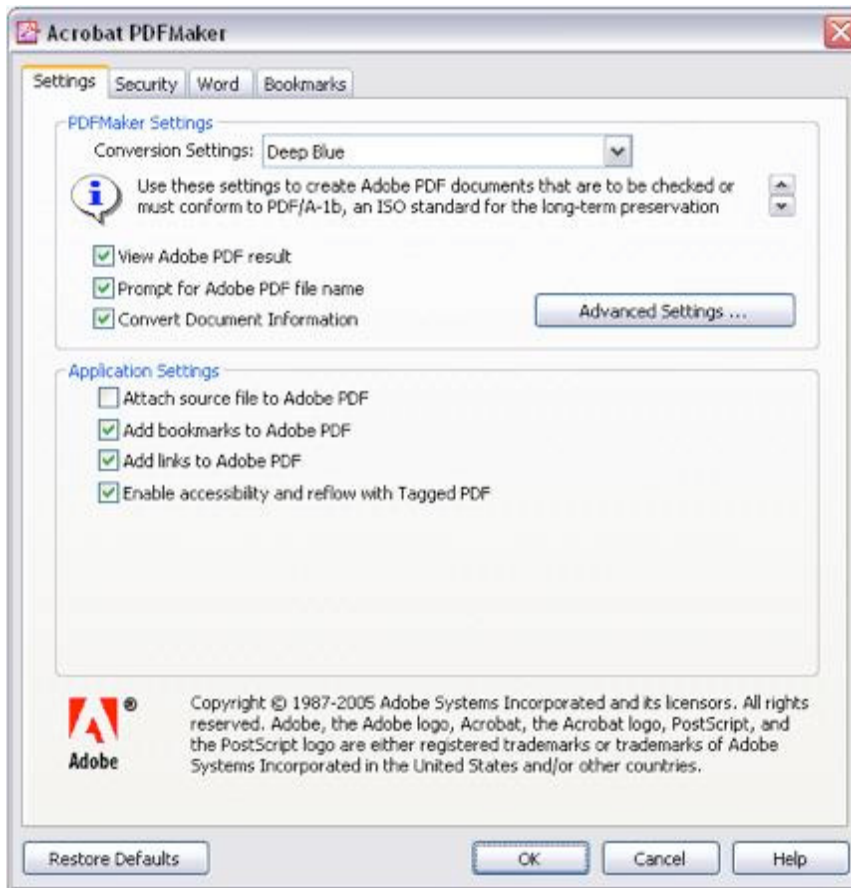 Acrobat PDFMaker
Settings Security Word Bookmarks
PDFMaker Settings
Conversion Settings: Deep Blue
Use these settings to create Adobe PDF documents that are to be checked or
must conform to PDF/A-1b, an ISO standard for the long-term preservation
View Adobe PDF result
Prompt for Adobe PDF file name
Convert Document Information
Advanced Settings ...
Application Settings
Attach source file to Adobe PDF
Add bookmarks to Adobe PDF
Add links to Adobe PDF
Enable accessibility and reflow with Tagged PDF
Adobe ®
Copyright © 1987-2005 Adobe Systems Incorporated and its licensors. All rights
reserved. Adobe, the Adobe logo, Acrobat, the Acrobat logo, PostScript, and
the PostScript logo are either registered trademarks or trademarks of Adobe
Systems Incorporated in the United States and/or other countries.
Restore Defaults OK Cancel Help